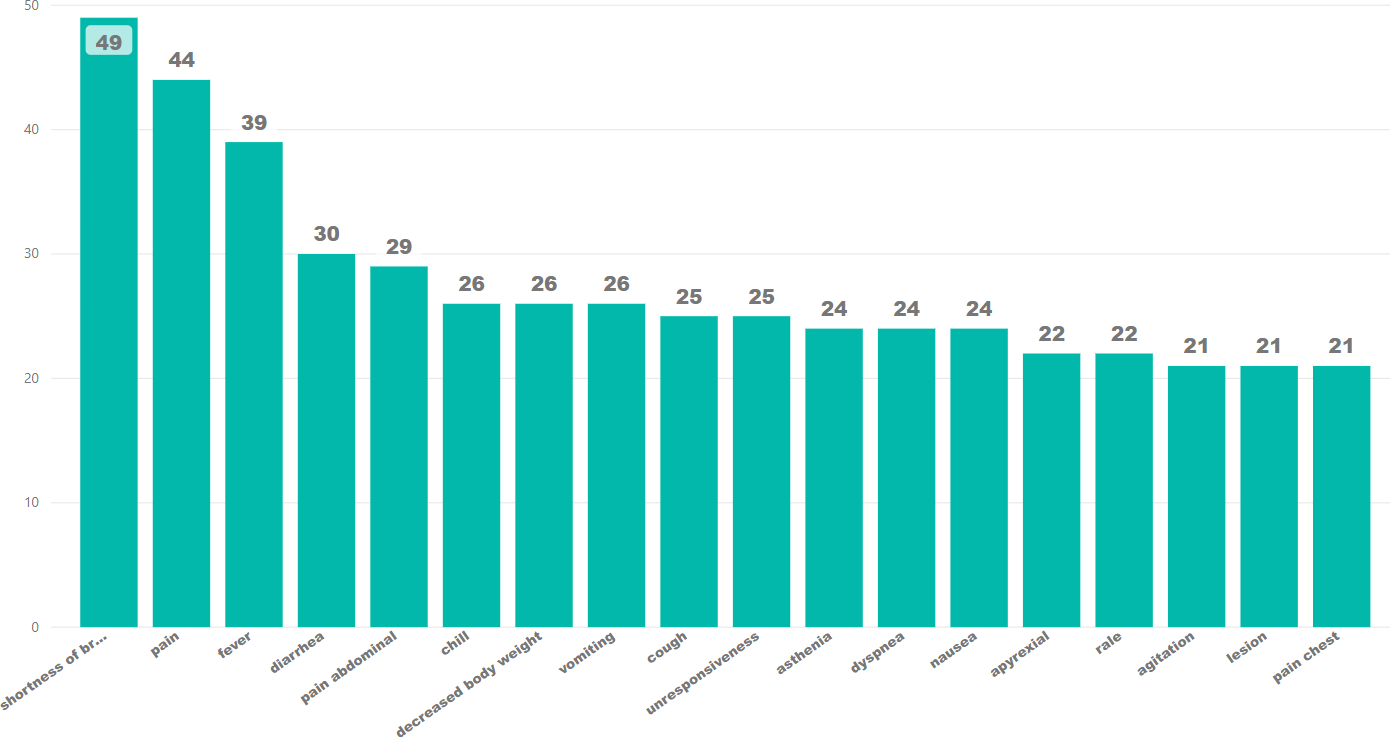 50
40
30
20
10
0
49
44
39
30
29
26
26
26
25
25
24
24
24
22
22
21
21
21
shortness of br...
pain
fever
diarrhea
pain abdominal
chill
decreased body weight
vomiting
cough
unresponsiveness
asthenia
dyspnea
nausea
apyrexial
rale
agitation
lesion
pain chest